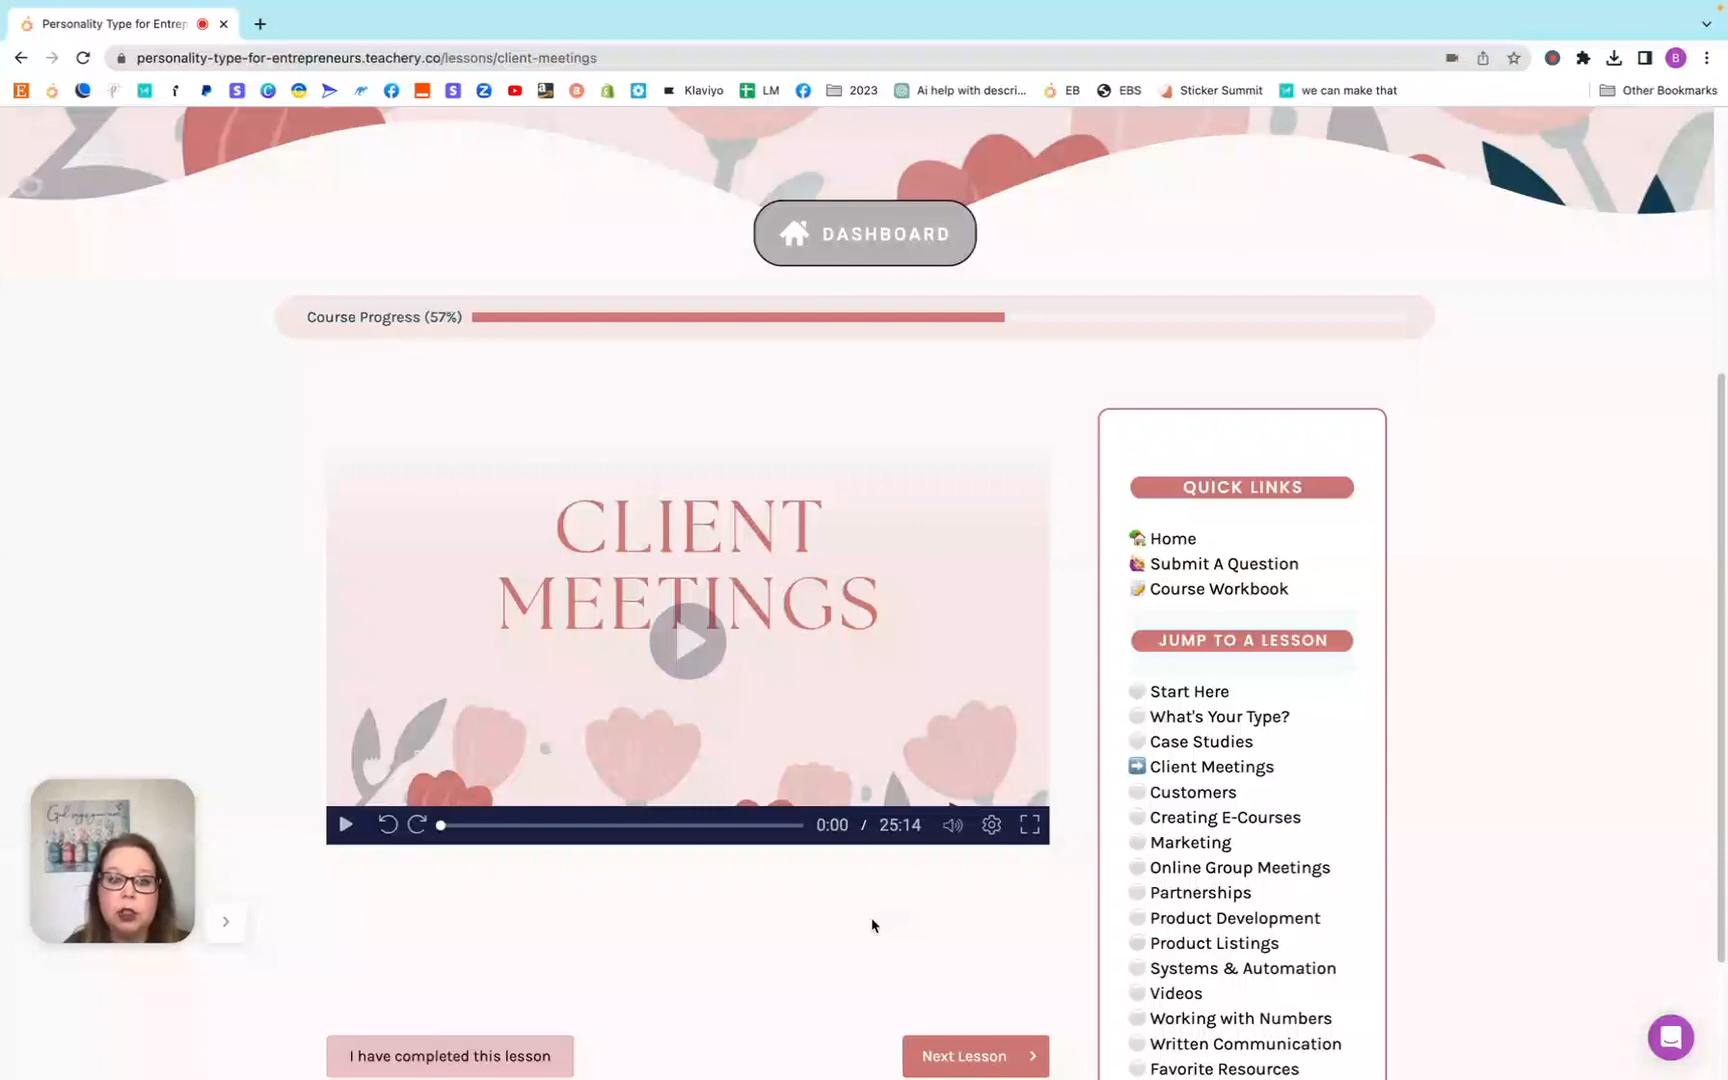 Personality Type for Entrep
personality-type-for-entrepreneurs.teachery.co/lessons/client-meetings
B
Klaviyo
LM
2023
Ai help with descri...
EB
EBS
Sticker Summit
we can make that
Other Bookmarks
DASHBOARD
Course Progress (57%)
CLIENT
MEETINGS
0:00 / 25:14
I have completed this lesson
Next Lesson
QUICK LINKS
Home
Submit A Question
Course Workbook
JUMP TO A LESSON
Start Here
What's Your Type?
Case Studies
Client Meetings
Customers
Creating E-Courses
Marketing
Online Group Meetings
Partnerships
Product Development
Product Listings
Systems & Automation
Videos
Working with Numbers
Written Communication
Favorite Resources